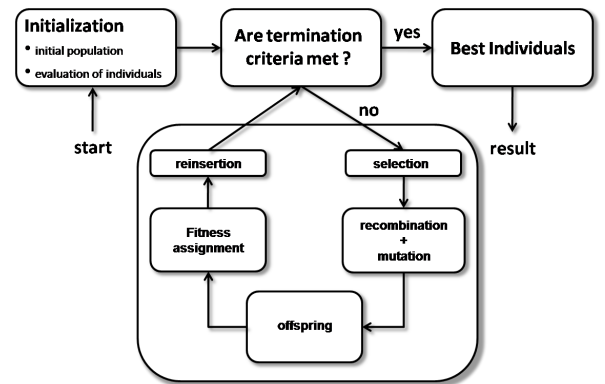 Initialization
• initial population
• evaluation of individuals
Are termination
criteria met ?
yes
Best Individuals
start
no
result
reinsertion
selection
Fitness
assignment
recombination
+
mutation
offspring